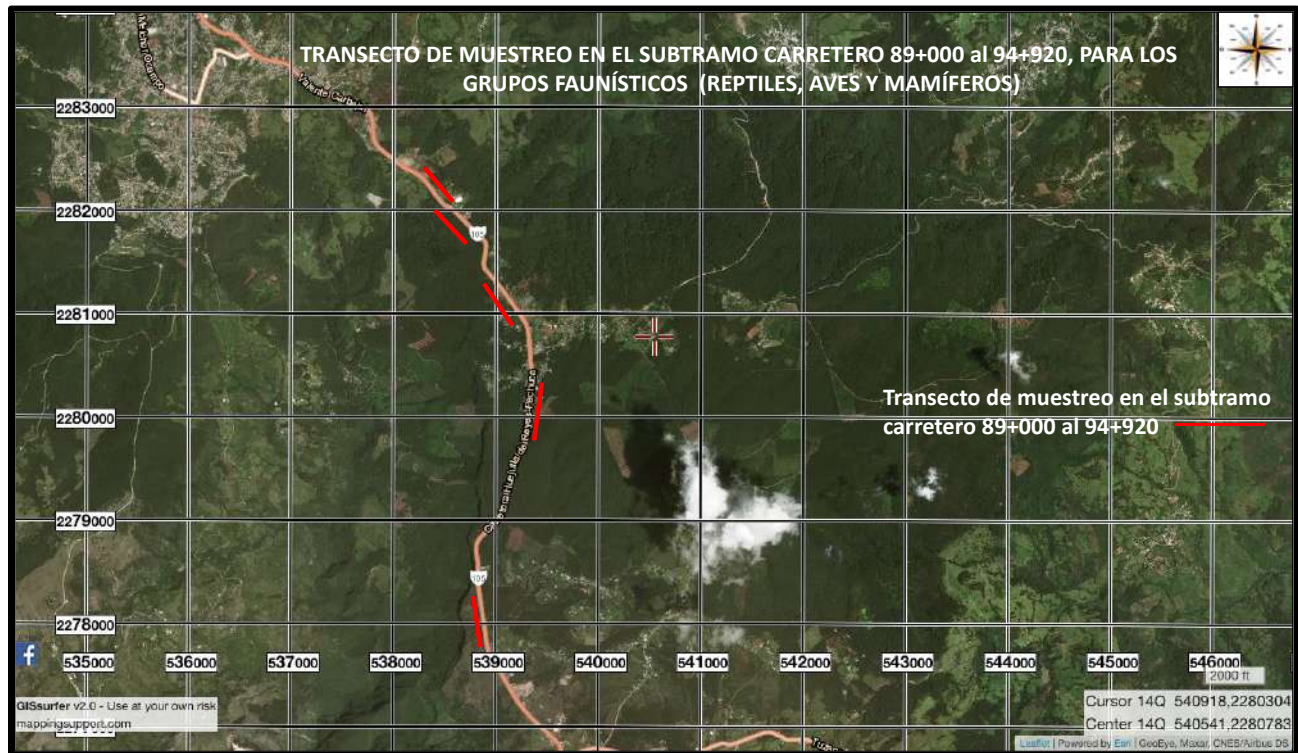 TRANSECTO DE MUESTREO EN EL SUBTRAMO CARRETERO 89+000 al 94+920, PARA LOS
GRUPOS FAUNÍSTICOS (REPTILES, AVES Y MAMÍFEROS)
Ocampo
Valente
2283000
2282000
105
2281000
2280000
Transecto de muestreo en el subtramo
carretero 89+000 al 94+920
2279000
105
2278000
535000 536000 537000 538000 539000 540000 541000 542000 543000 544000 545000 546000
2000 ft
GISsurfer v2.0 - Use at your own risk
mappingsupport.com
Cursor 14Q 540918,2280304
Center 14Q 540541,2280783
Leaflet | Powered by Esri | GeoEye, Maxar, CNES/Airbus DS